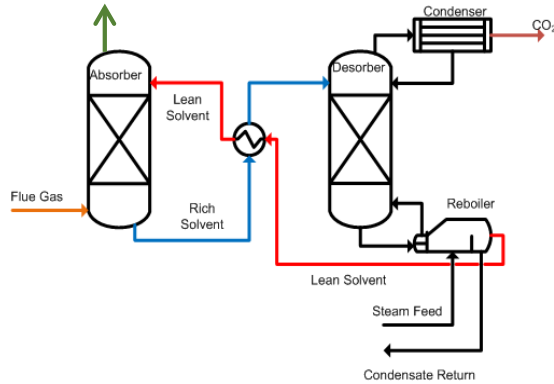 Condenser
CO₂
Absorber
Desorber
Lean
Solvent
Flue Gas
Rich
Solvent
Reboiler
Lean Solvent
Steam Feed
Condensate Return